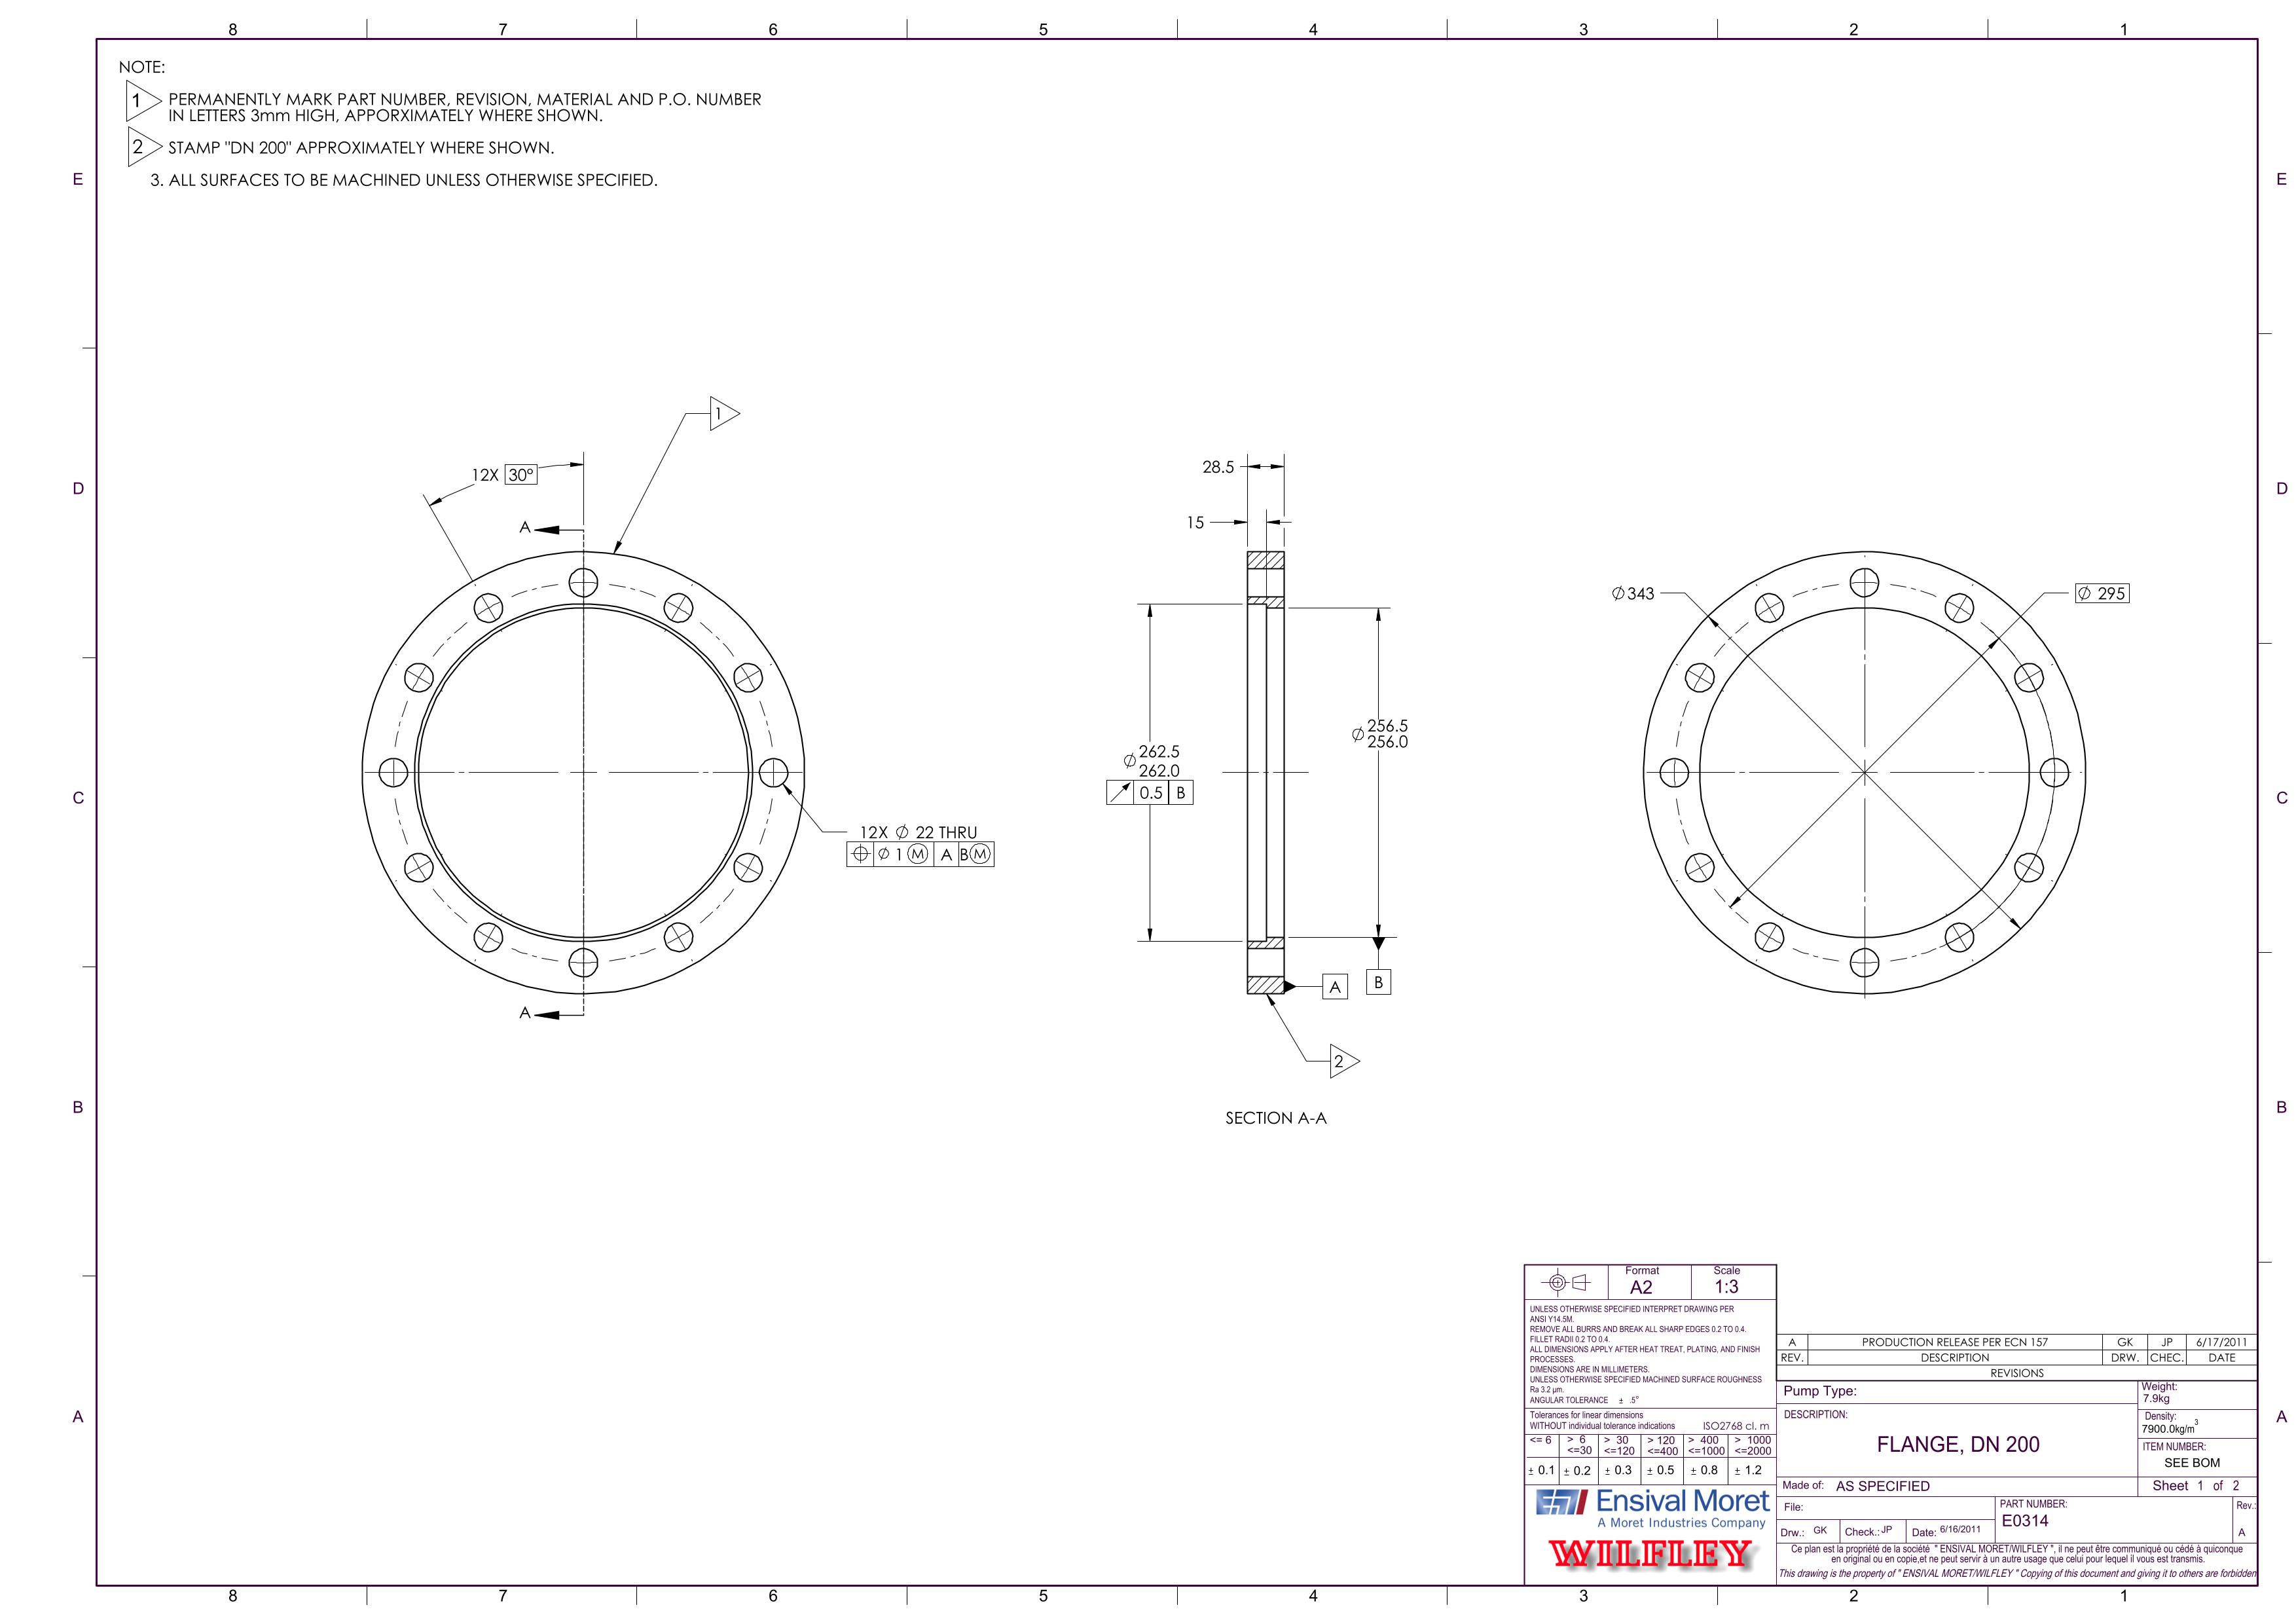 8 7 6 5 4 3 2 1
NOTE:
1 PERMANENTLY MARK PART NUMBER, REVISION, MATERIAL AND P.O. NUMBER
IN LETTERS 3mm HIGH, APPORXIMATELY WHERE SHOWN.
2 STAMP "DN 200" APPROXIMATELY WHERE SHOWN.
3. ALL SURFACES TO BE MACHINED UNLESS OTHERWISE SPECIFIED.
E E
D D
C C
B B
A A
1
12X 30°
A
A
12X ⌀ 22 THRU
⌀ 1 Ⓜ A B Ⓜ
28.5
15
⌀ 262.5
262.0
0.5 B
⌀ 256.5
256.0
A
B
2
SECTION A-A
⌀ 343
⌀ 295
Format
A2
Scale
1:3
UNLESS OTHERWISE SPECIFIED INTERPRET DRAWING PER
ANSI Y14.5M.
REMOVE ALL BURRS AND BREAK ALL SHARP EDGES 0.2 TO 0.4.
FILLET RADII 0.2 TO 0.4.
ALL DIMENSIONS APPLY AFTER HEAT TREAT, PLATING, AND FINISH
PROCESSES.
DIMENSIONS ARE IN MILLIMETERS.
UNLESS OTHERWISE SPECIFIED MACHINED SURFACE ROUGHNESS
Ra 3.2 µm.
ANGULAR TOLERANCE ± .5°
Tolerances for linear dimensions
WITHOUT individual tolerance indications ISO2768 cl. m
<= 6 > 6 > 30 > 120 > 400 > 1000
<=30 <=120 <=400 <=1000 <=2000
± 0.1 ± 0.2 ± 0.3 ± 0.5 ± 0.8 ± 1.2
Ensival Moret
A Moret Industries Company
WILFLEY
A PRODUCTION RELEASE PER ECN 157 GK JP 6/17/2011
REV. DESCRIPTION DRW. CHEC. DATE
REVISIONS
Pump Type:
Weight:
7.9kg
DESCRIPTION:
FLANGE, DN 200
Density:
7900.0kg/m3
ITEM NUMBER:
SEE BOM
Made of: AS SPECIFIED
Sheet 1 of 2
File:
PART NUMBER:
E0314
Rev.:
A
Drw.: GK Check.: JP Date: 6/16/2011
Ce plan est la propriété de la société " ENSIVAL MORET/WILFLEY ", il ne peut être communiqué ou cédé à quiconque
en original ou en copie,et ne peut servir à un autre usage que celui pour lequel il vous est transmis.
This drawing is the property of " ENSIVAL MORET/WILFLEY " Copying of this document and giving it to others are forbidden
8 7 6 5 4 3 2 1